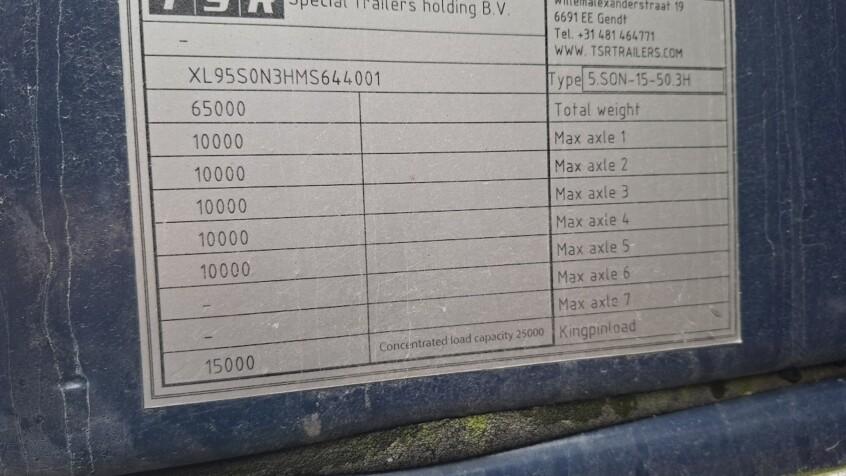 TSR Special Trailers holding B.V.
Willemalexanderstraat 19
6691 EE Gendt
Tel. +31 481 464771
WWW. TSRTRAILERS.COM
-
XL95S0N3HMS644001 Type 5.SON-15-50.3H
65000 Total weight
10000 Max axle 1
10000 Max axle 2
10000 Max axle 3
10000 Max axle 4
10000 Max axle 5
- Max axle 6
- Max axle 7
15000 Concentrated load capacity 25000 Kingpinload